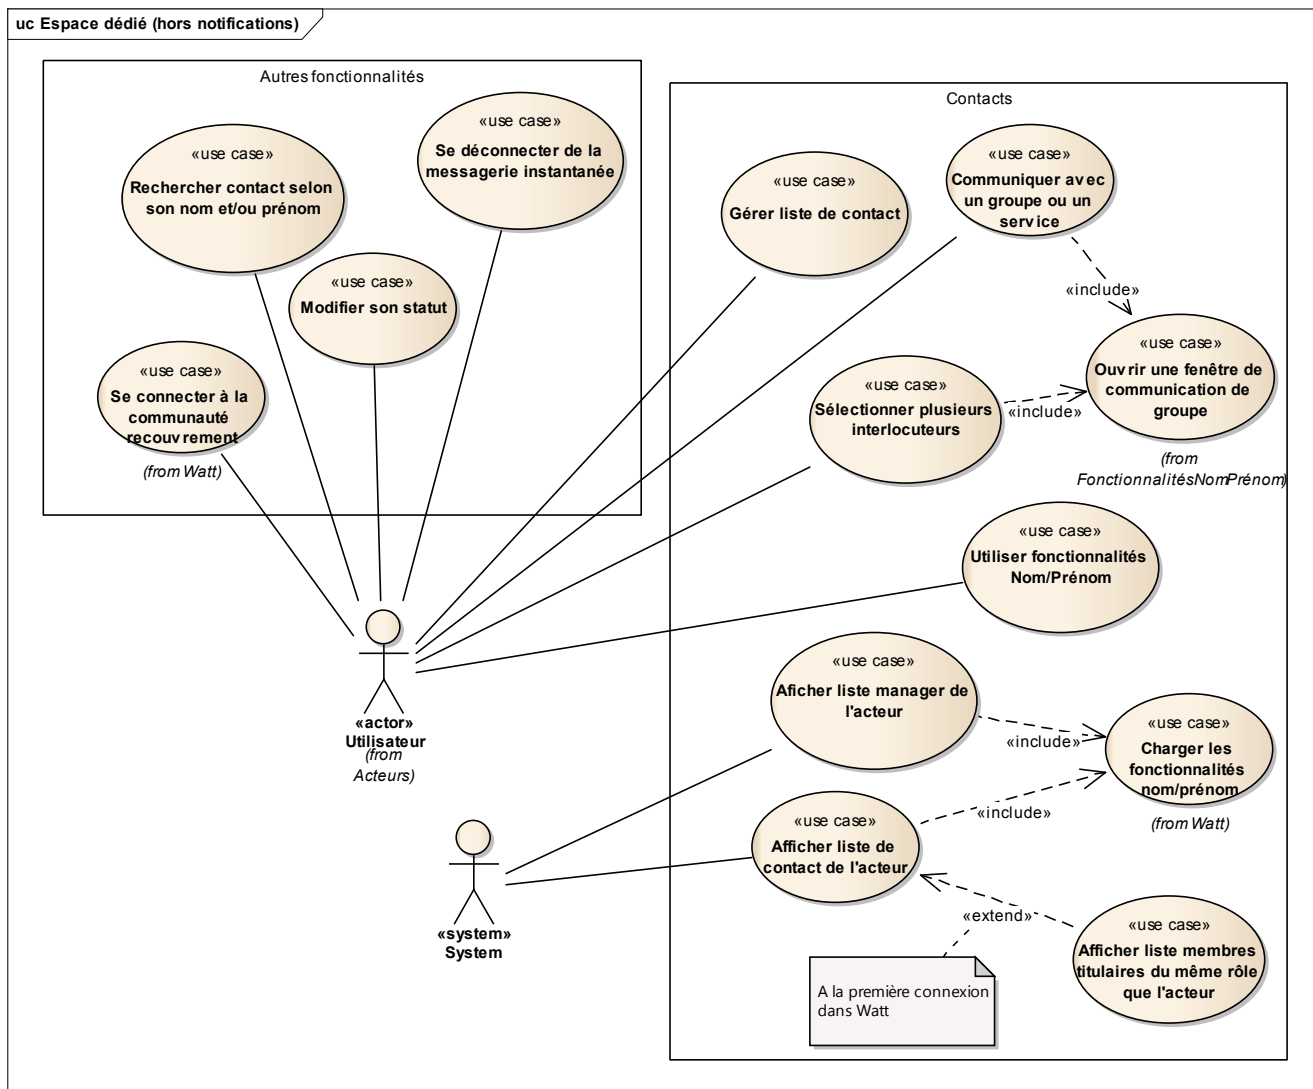 uc Espace dédié (hors notifications)
Autres fonctionnalités
«use case»
Rechercher contact selon
son nom et/ou prénom
«use case»
Se déconnecter de la
messagerie instantanée
«use case»
Modifier son statut
«use case»
Se connecter à la
communauté
recouvrement
(from Watt)
Contacts
«use case»
Gérer liste de contact
«use case»
Communiquer avec
un groupe ou un
service
«include»
«use case»
Ouvrir une fenêtre de
communication de
groupe
(from
FonctionnalitésNomPrénom)
«use case»
Sélectionner plusieurs
interlocuteurs
«include»
«use case»
Utiliser fonctionnalités
Nom/Prénom
«actor»
Utilisateur
(from
Acteurs)
«use case»
Aficher liste manager de
l'acteur
«include»
«use case»
Charger les
fonctionnalités
nom/prénom
(from Watt)
«include»
«use case»
Afficher liste de
contact de l'acteur
«system»
System
«extend»
«use case»
Afficher liste membres
titulaires du même rôle
que l'acteur
A la première connexion
dans Watt